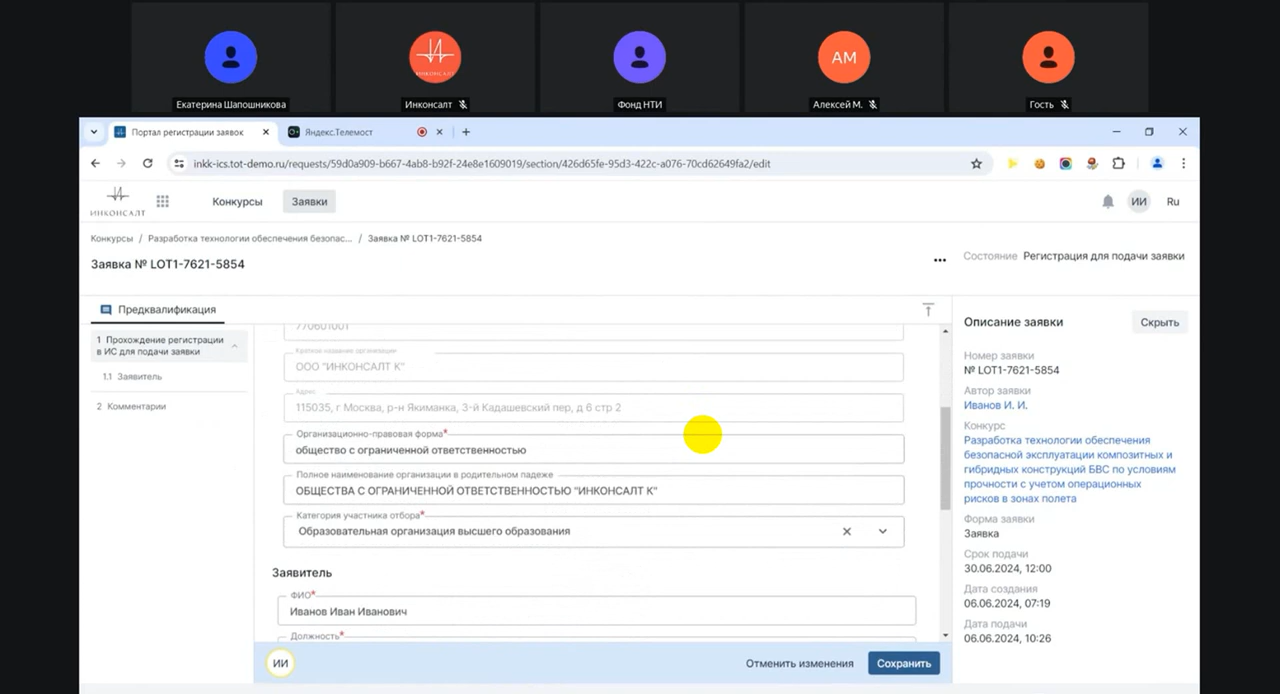 Екатерина Шапошникова
ИНКОНСАЛТ
Инконсалт
Фонд НТИ
АМ
Алексей М.
Гость
Портал регистрации заявок
Яндекс.Телемост
inkk-ics.tot-demo.ru/requests/59d0a909-b667-4ab8-b92f-24e8e1609019/section/426d65fe-95d3-422c-a076-70cd62649fa2/edit
ИНКОНСАЛТ
Конкурсы
Заявки
ИИ
Ru
Конкурсы / Разработка технологии обеспечения безопас... / Заявка № LOT1-7621-5854
Заявка № LOT1-7621-5854
Состояние Регистрация для подачи заявки
Предквалификация
1 Прохождение регистрации
в ИС для подачи заявки
1.1 Заявитель
2 Комментарии
770601001
Краткое название организации
ООО "ИНКОНСАЛТ К"
Адрес
115035, г Москва, р-н Якиманка, 3-й Кадашевский пер, д 6 стр 2
Организационно-правовая форма*
общество с ограниченной ответственностью
Полное наименование организации в родительном падеже
ОБЩЕСТВА С ОГРАНИЧЕННОЙ ОТВЕТСТВЕННОСТЬЮ "ИНКОНСАЛТ К"
Категория участника отбора*
Образовательная организация высшего образования
Заявитель
ФИО*
Иванов Иван Иванович
Должность*
ИИ
Отменить изменения
Сохранить
Описание заявки
Скрыть
Номер заявки
№ LOT1-7621-5854
Автор заявки
Иванов И. И.
Конкурс
Разработка технологии обеспечения
безопасной эксплуатации композитных и
гибридных конструкций БВС по условиям
прочности с учетом операционных
рисков в зонах полета
Форма заявки
Заявка
Срок подачи
30.06.2024, 12:00
Дата создания
06.06.2024, 07:19
Дата подачи
06.06.2024, 10:26